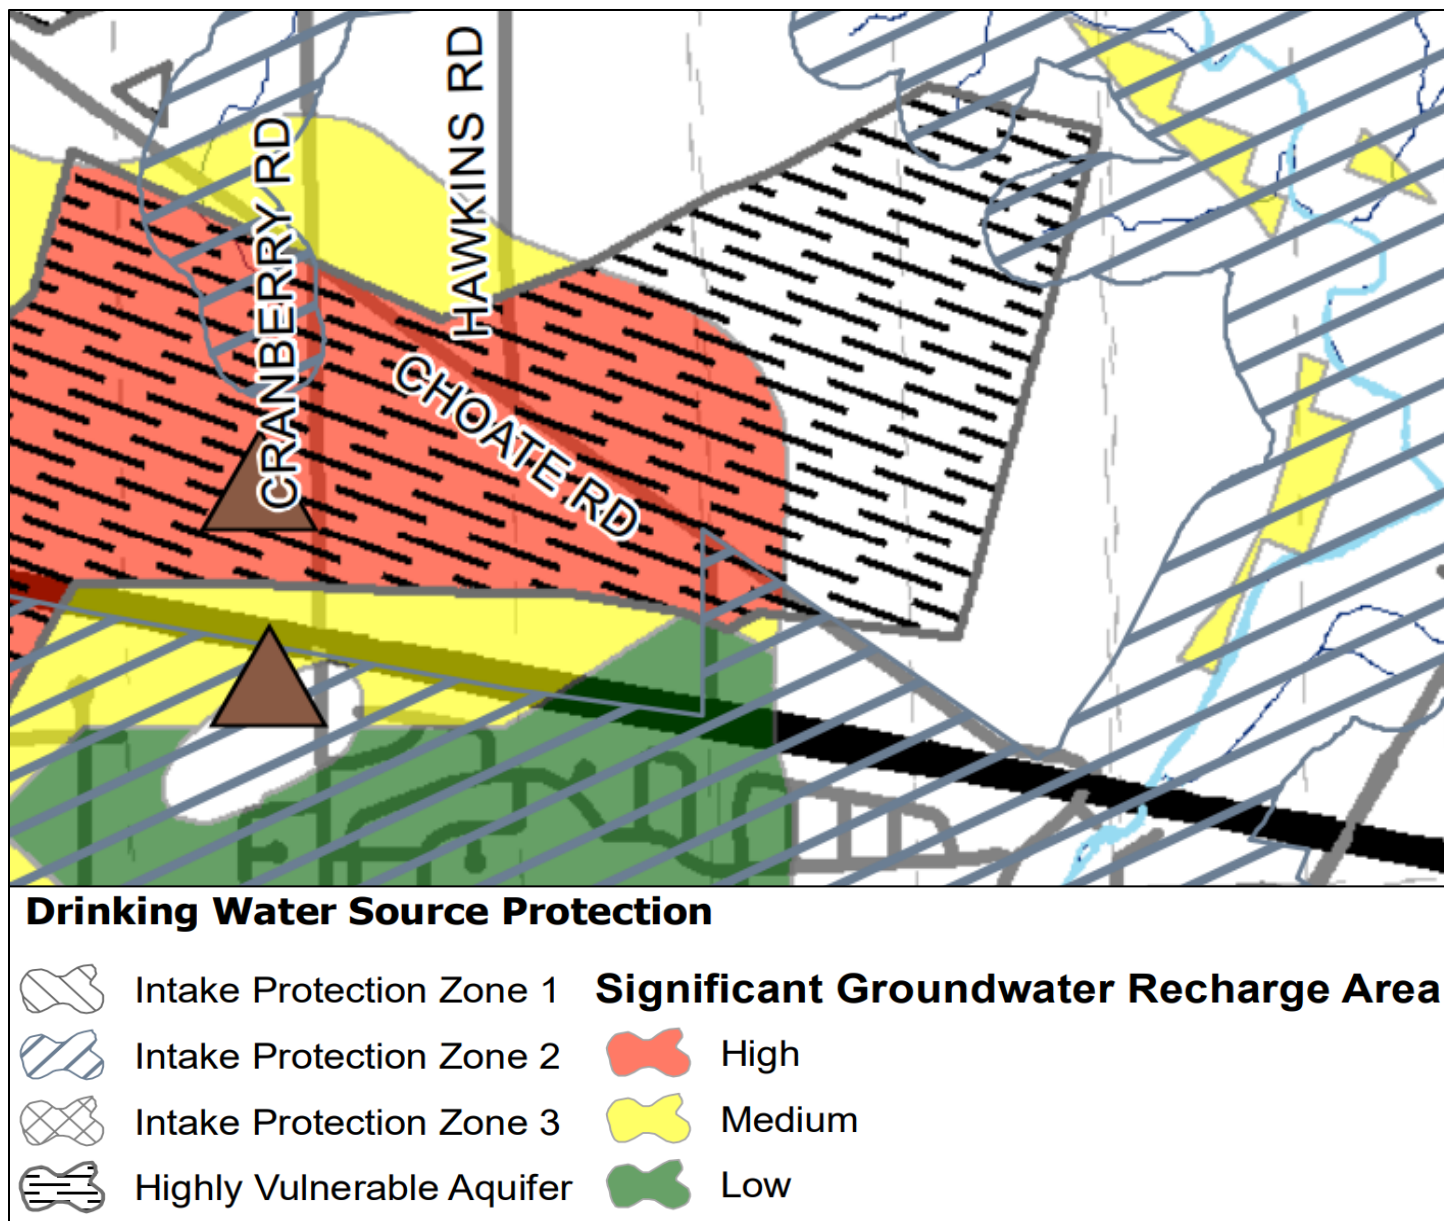 CRANBERRY RD
HAWKINS RD
CHOATE RD
Drinking Water Source Protection
Intake Protection Zone 1
Intake Protection Zone 2
Intake Protection Zone 3
Highly Vulnerable Aquifer
Significant Groundwater Recharge Area
High
Medium
Low